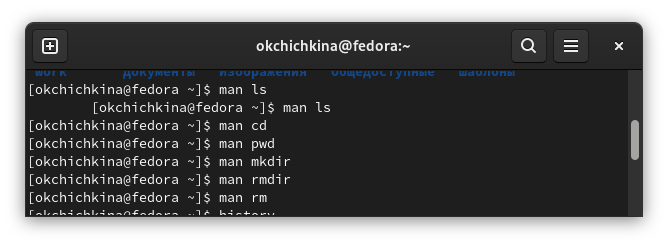 okchichkina@fedora:~
work документы изображения общедоступные шаблоны
[okchichkina@fedora ~]$ man ls
[okchichkina@fedora ~]$ man ls
[okchichkina@fedora ~]$ man cd
[okchichkina@fedora ~]$ man pwd
[okchichkina@fedora ~]$ man mkdir
[okchichkina@fedora ~]$ man rmdir
[okchichkina@fedora ~]$ man rm
[okchichkina@fedora ~]$ history